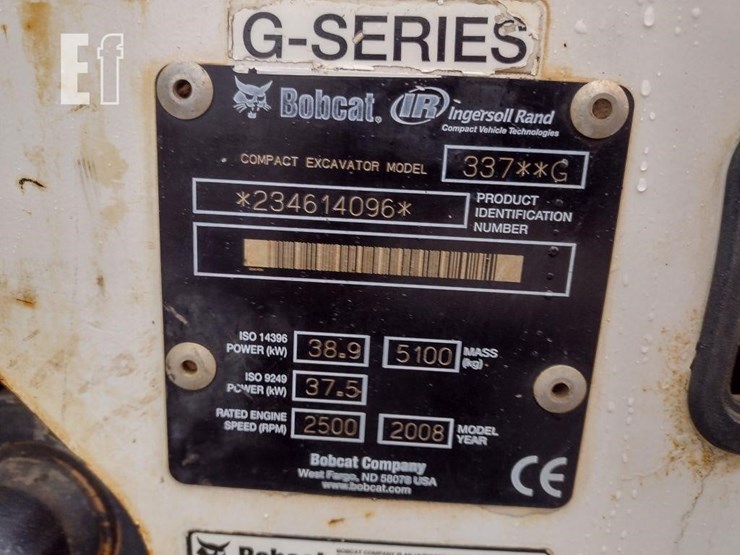 Ef
G-SERIES
Bobcat® IR Ingersoll Rand
Compact Vehicle Technologies
COMPACT EXCAVATOR MODEL 337**G
*234614096* PRODUCT
IDENTIFICATION
NUMBER
ISO 14396
POWER (kW) 38.9 5100 MASS
(kg)
ISO 9249
POWER (kW) 37.5
RATED ENGINE
SPEED (RPM) 2500 2008 MODEL
YEAR
Bobcat Company
West Fargo, ND 58078 USA
www.bobcat.com
CE
Bobcat